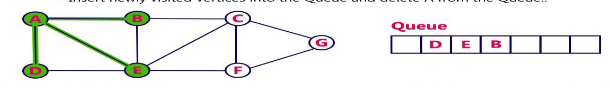 Insert newly visited vertices into the Queue and delete A from the Queue..
A B C
G
D E F
Queue
D E B